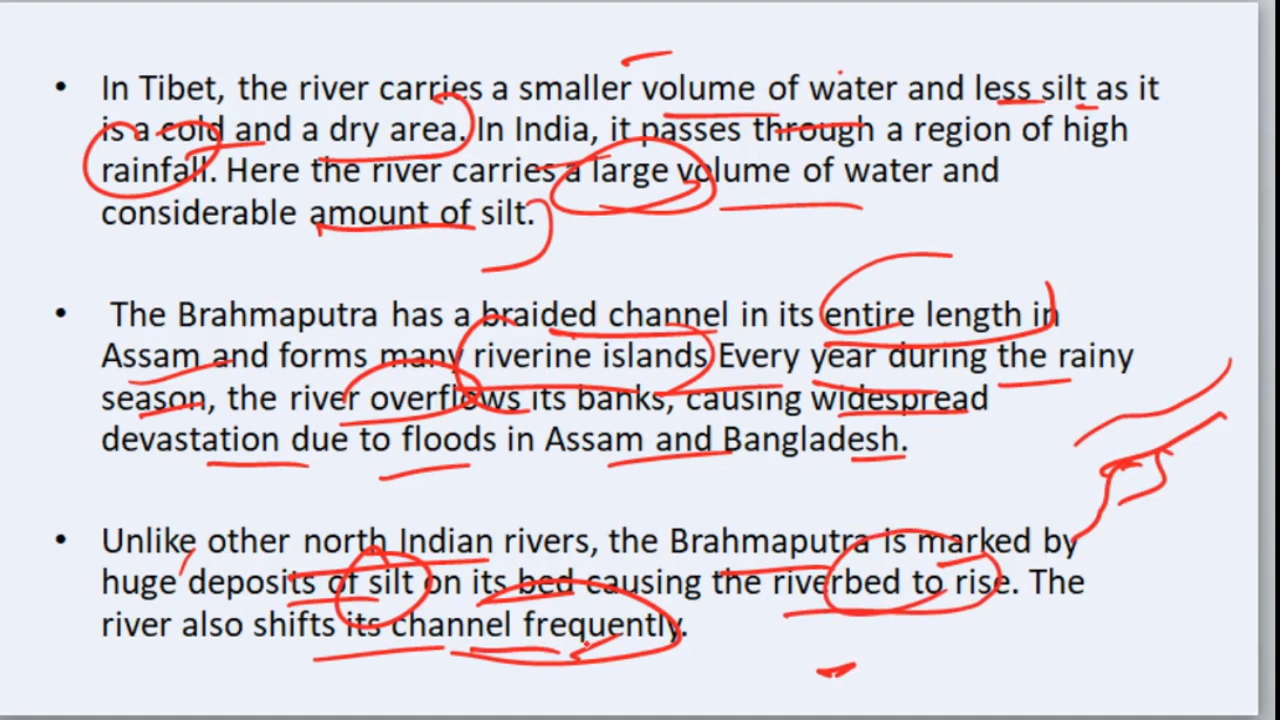 • In Tibet, the river carries a smaller volume of water and less silt as it
is a cold and a dry area. In India, it passes through a region of high
rainfall. Here the river carries a large volume of water and
considerable amount of silt.
• The Brahmaputra has a braided channel in its entire length in
Assam and forms many riverine islands Every year during the rainy
season, the river overflows its banks, causing widespread
devastation due to floods in Assam and Bangladesh.
• Unlike other north Indian rivers, the Brahmaputra is marked by
huge deposits of silt on its bed causing the riverbed to rise. The
river also shifts its channel frequently.